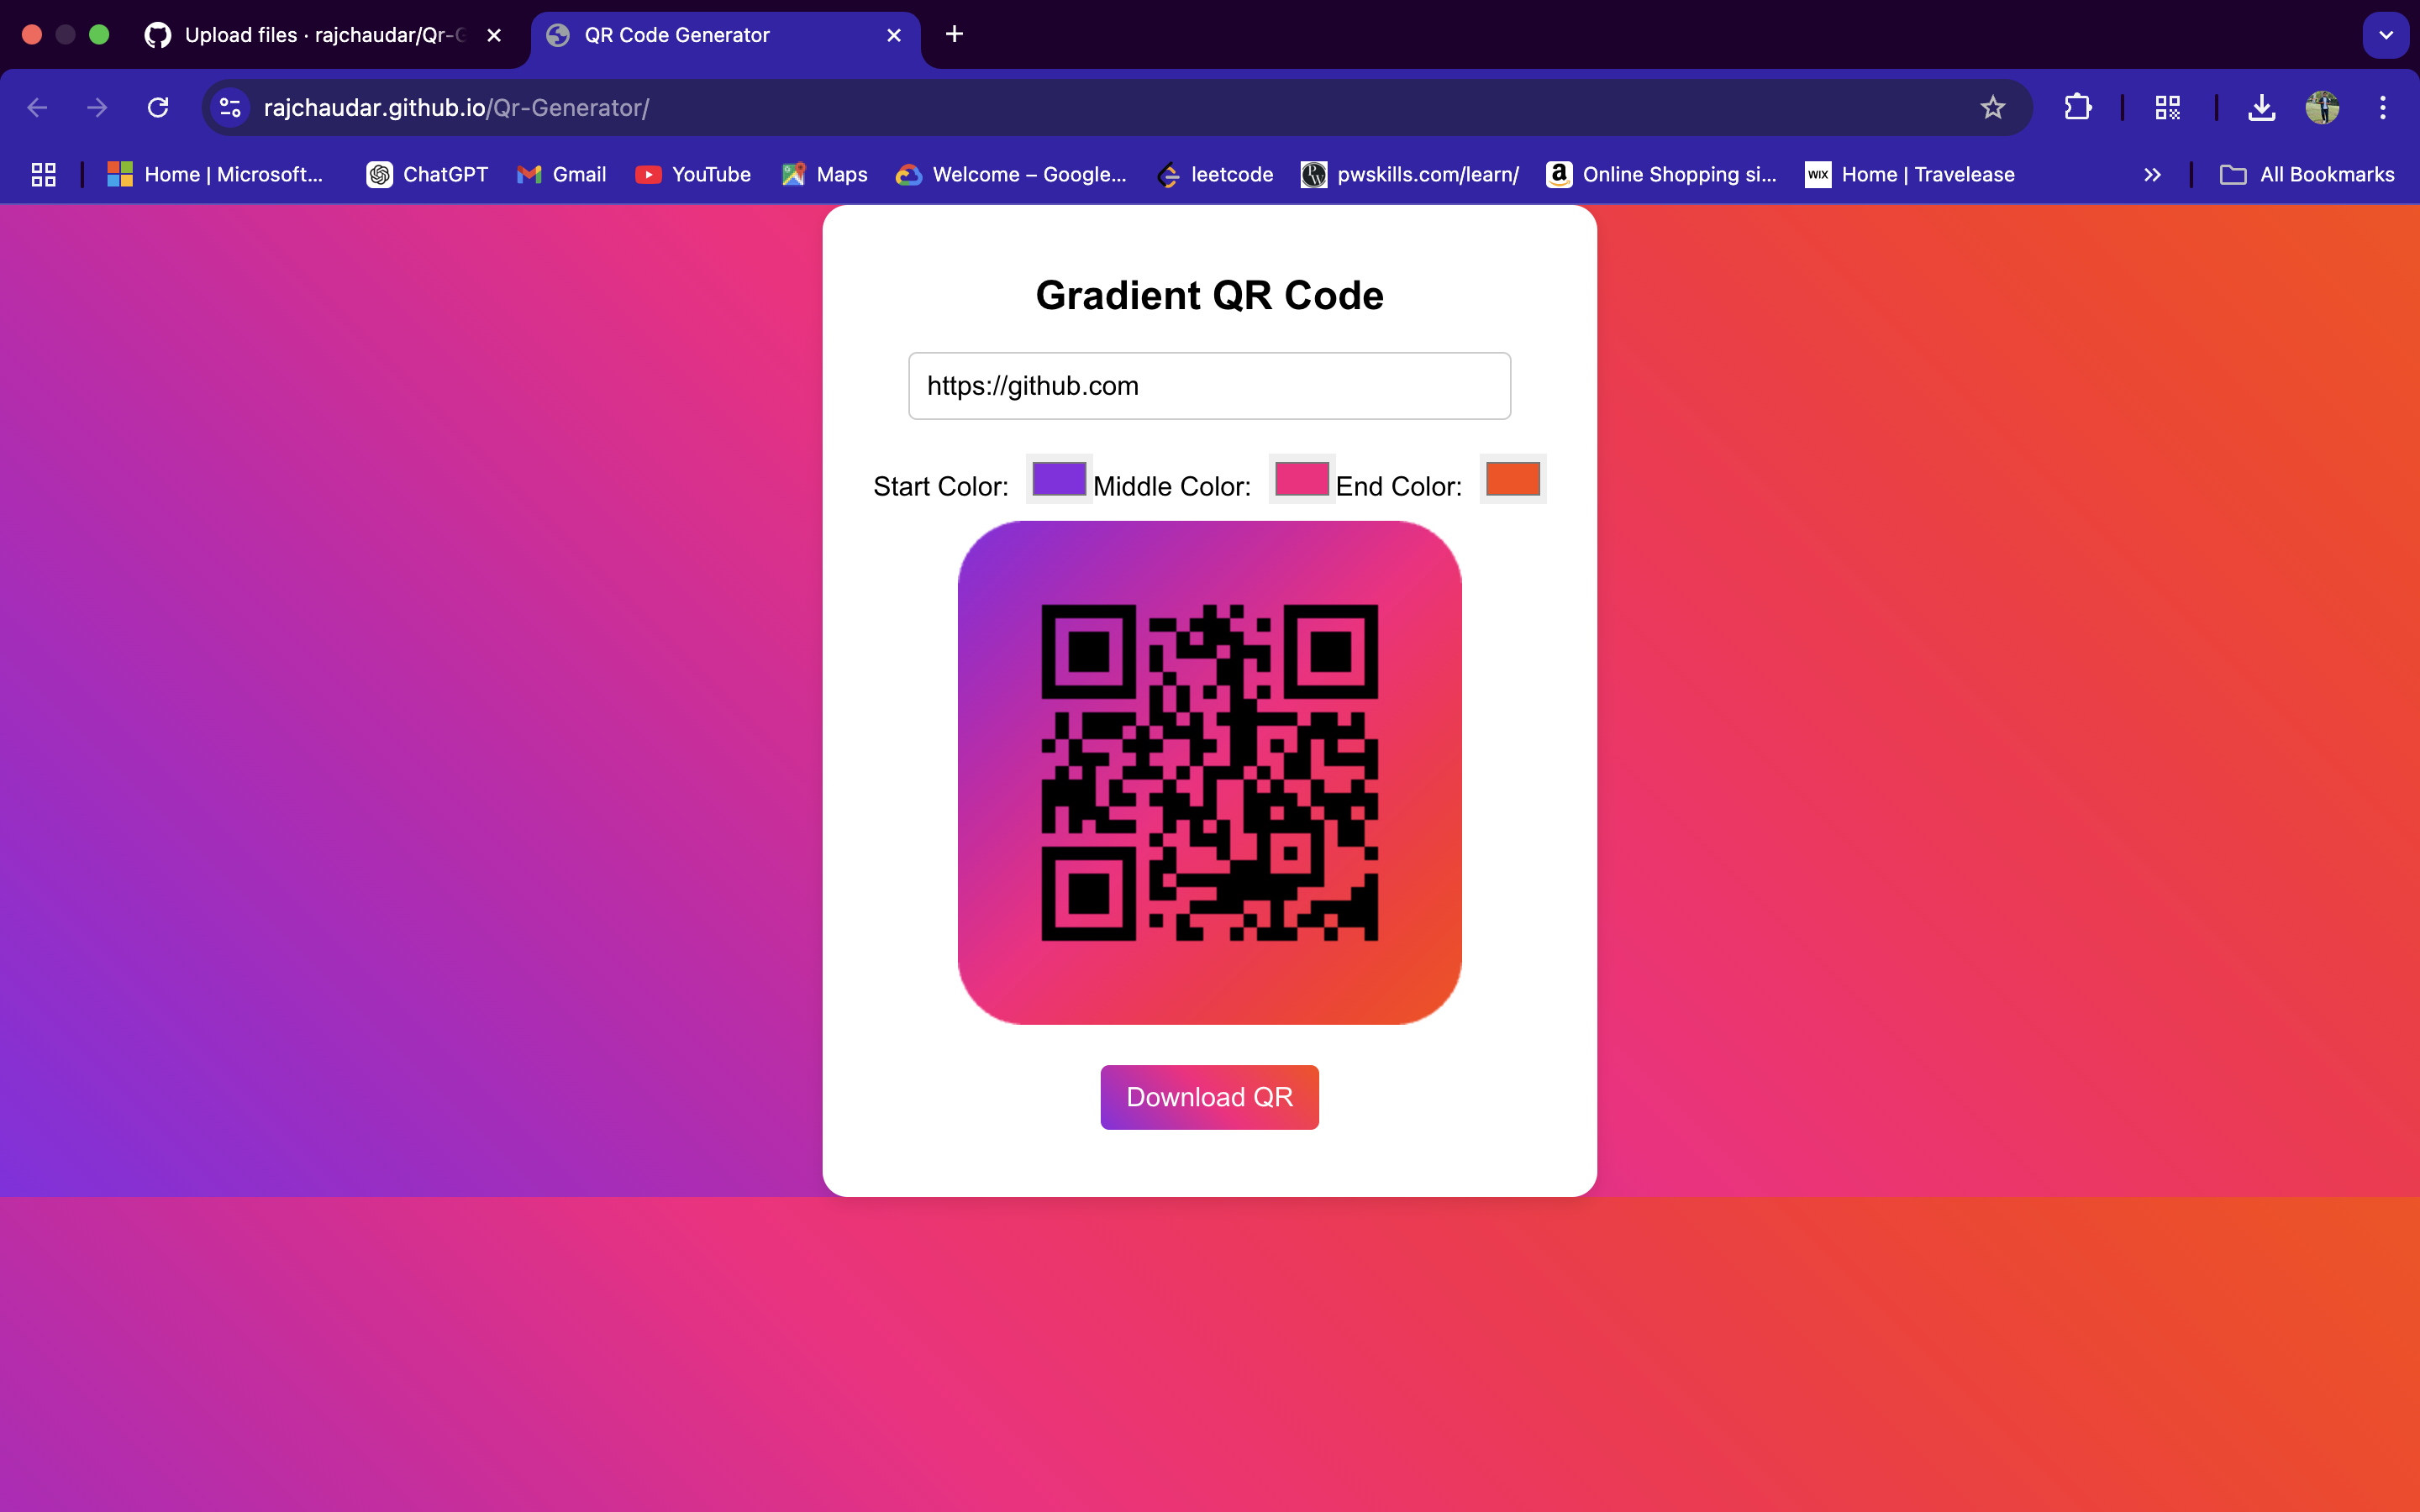 Upload files · rajchaudar/Qr-G
QR Code Generator
rajchaudar.github.io/Qr-Generator/
Home | Microsoft... ChatGPT Gmail YouTube Maps Welcome – Google... leetcode pwskills.com/learn/ Online Shopping si... WIX Home | Travelease All Bookmarks
Gradient QR Code
https://github.com
Start Color: Middle Color: End Color:
Download QR